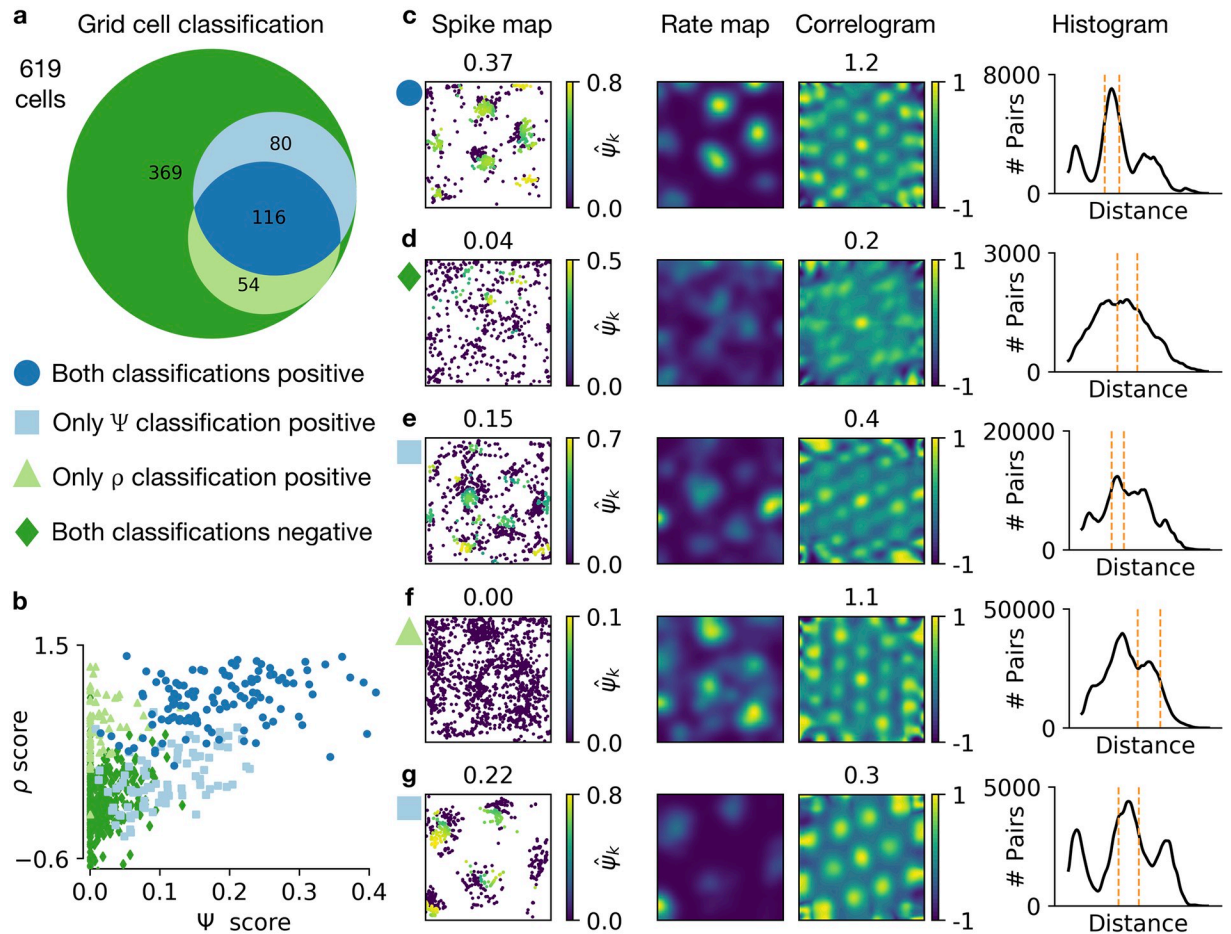 a
Grid cell classification
619
cells
369
80
116
54
Both classifications positive
Only Ψ classification positive
Only ρ classification positive
Both classifications negative
b
1.5
ρ score
−0.6
0.0 0.1 0.2 0.3 0.4
Ψ score
c
Spike map
Rate map
Correlogram
Histogram
0.37
0.8
ψ̂k
0.0
1.2
1
-1
8000
# Pairs
0
Distance
d
0.04
0.5
ψ̂k
0.0
0.2
1
-1
3000
# Pairs
0
Distance
e
0.15
0.7
ψ̂k
0.0
0.4
1
-1
20000
# Pairs
0
Distance
f
0.00
0.1
ψ̂k
0.0
1.1
1
-1
50000
# Pairs
0
Distance
g
0.22
0.8
ψ̂k
0.0
0.3
1
-1
5000
# Pairs
0
Distance